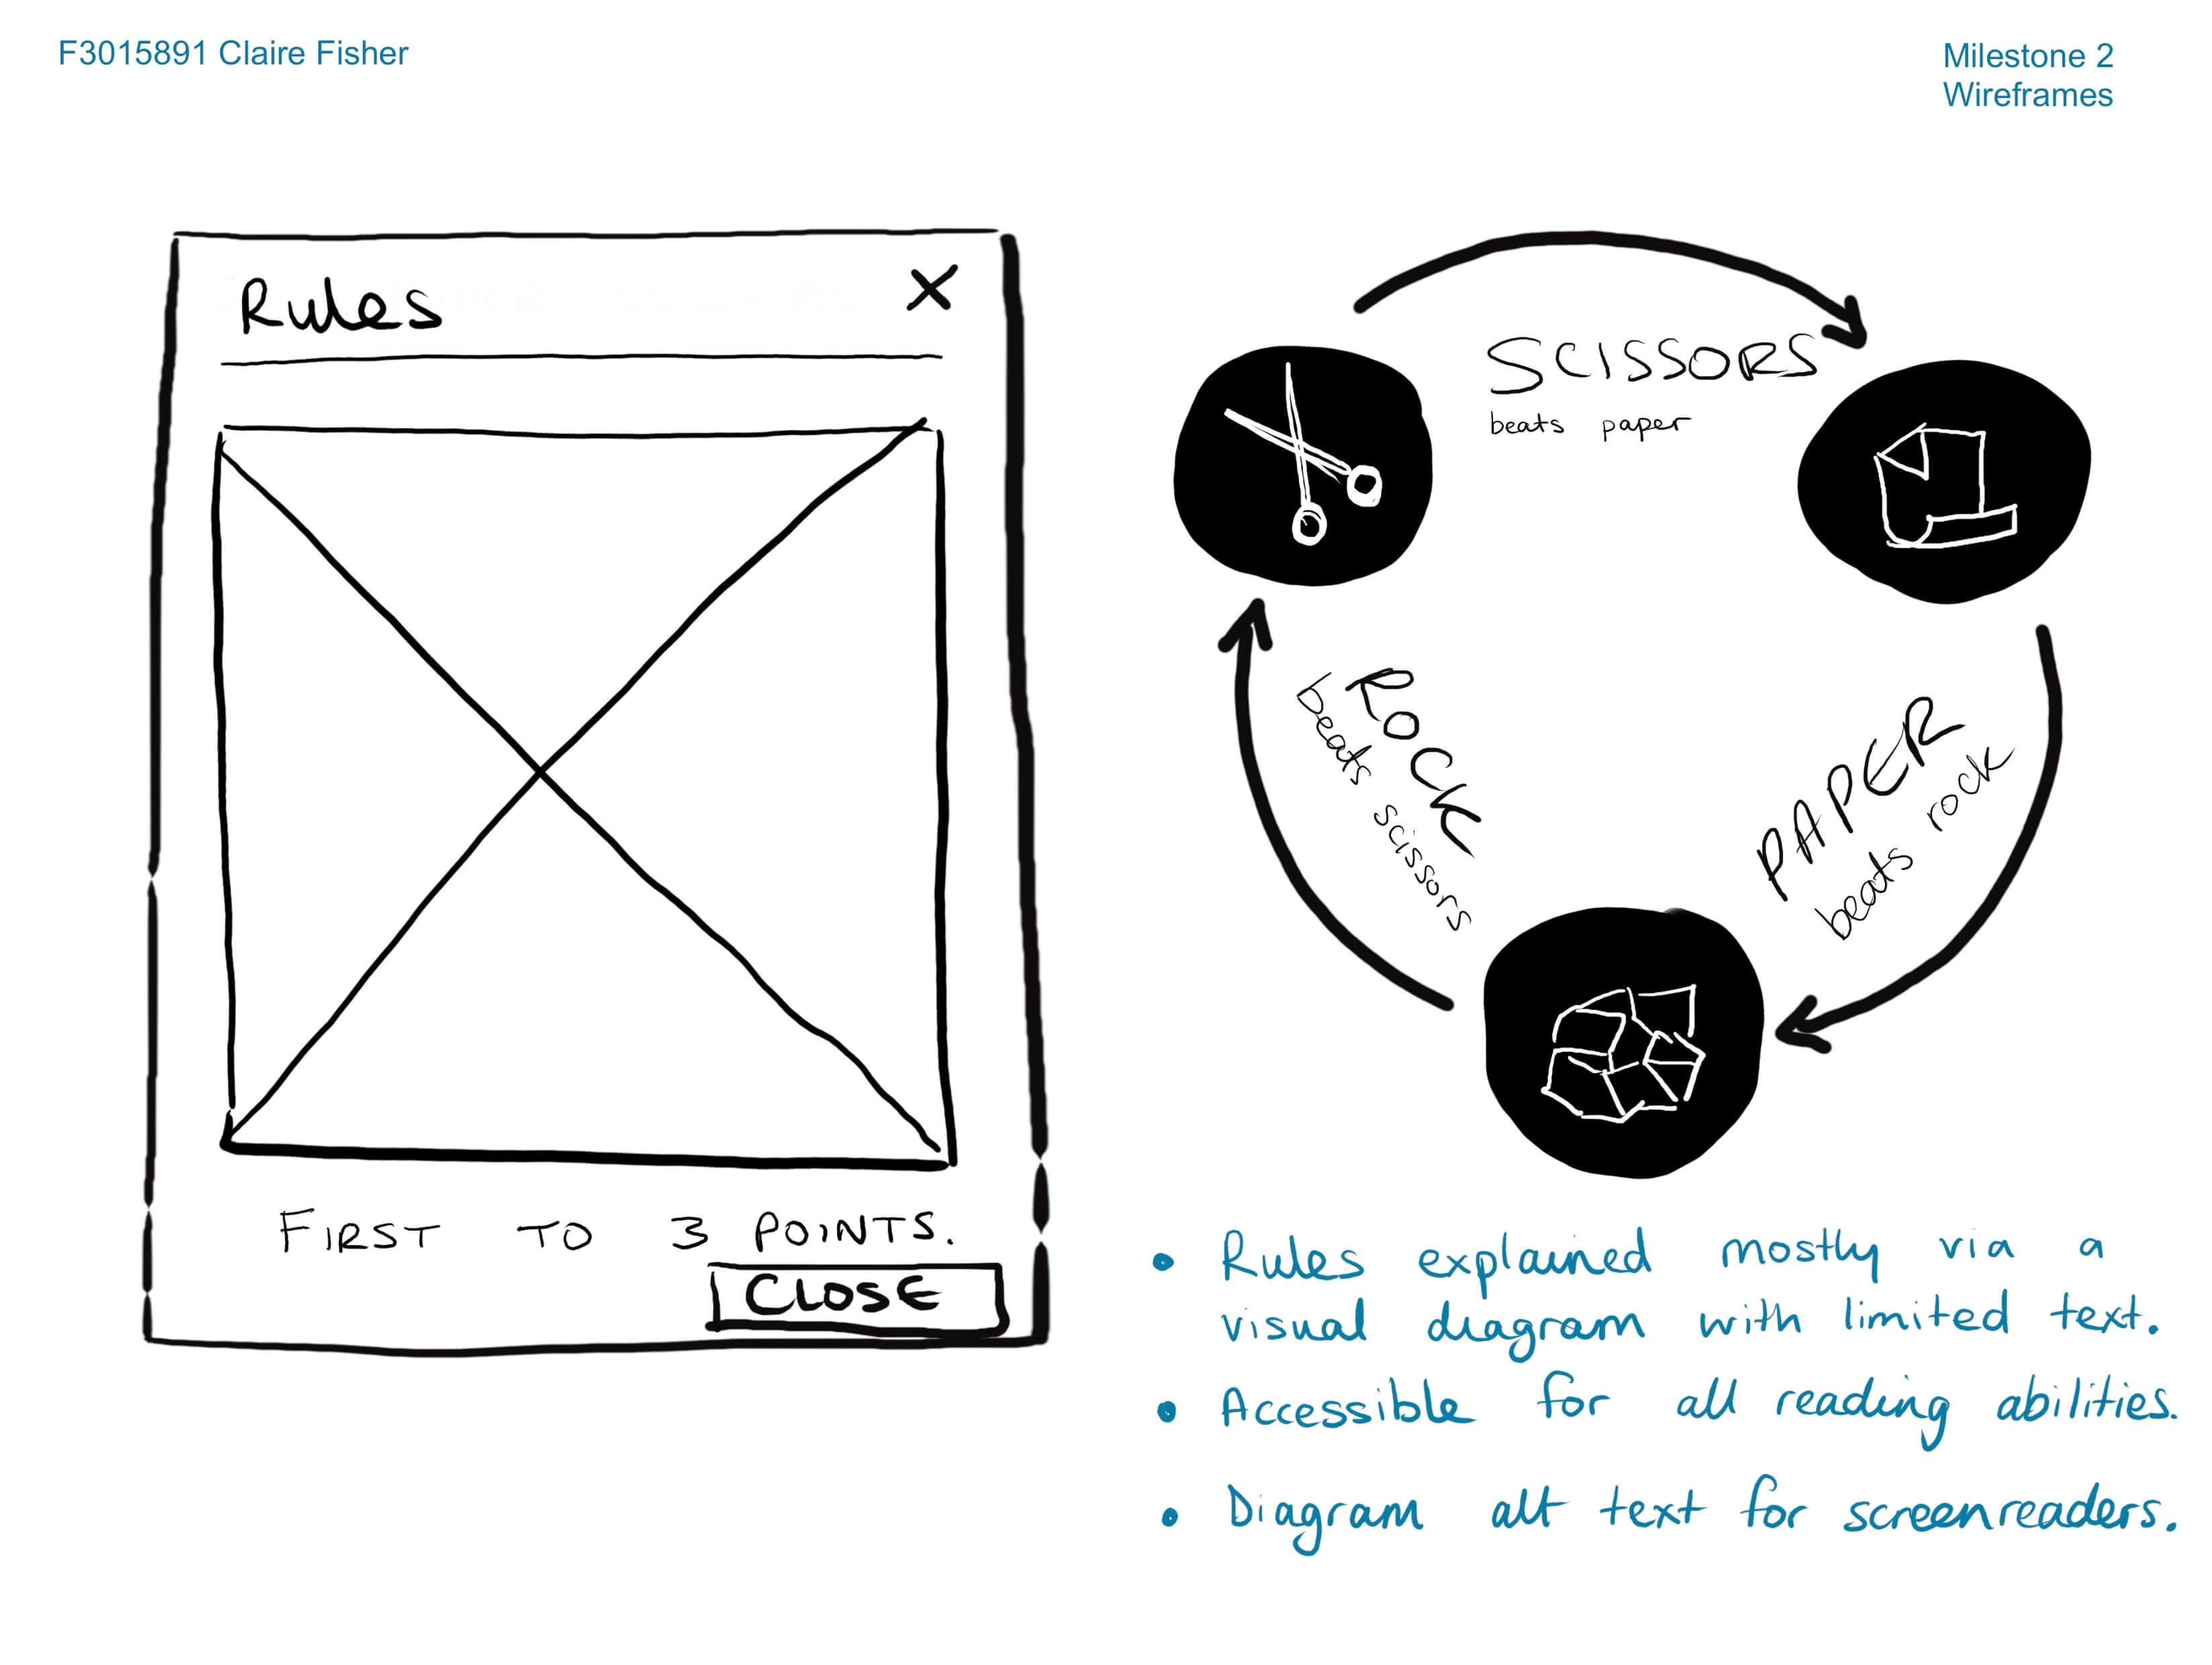 F3015891 Claire Fisher
Milestone 2
Wireframes
Rules
X
FIRST TO 3 POINTS.
CLOSE
SCISSORS
beats paper
ROCK
beats scissors
PAPER
beats rock
• Rules explained mostly via a
visual diagram with limited text.
• Accessible for all reading abilities.
• Diagram alt text for screenreaders.